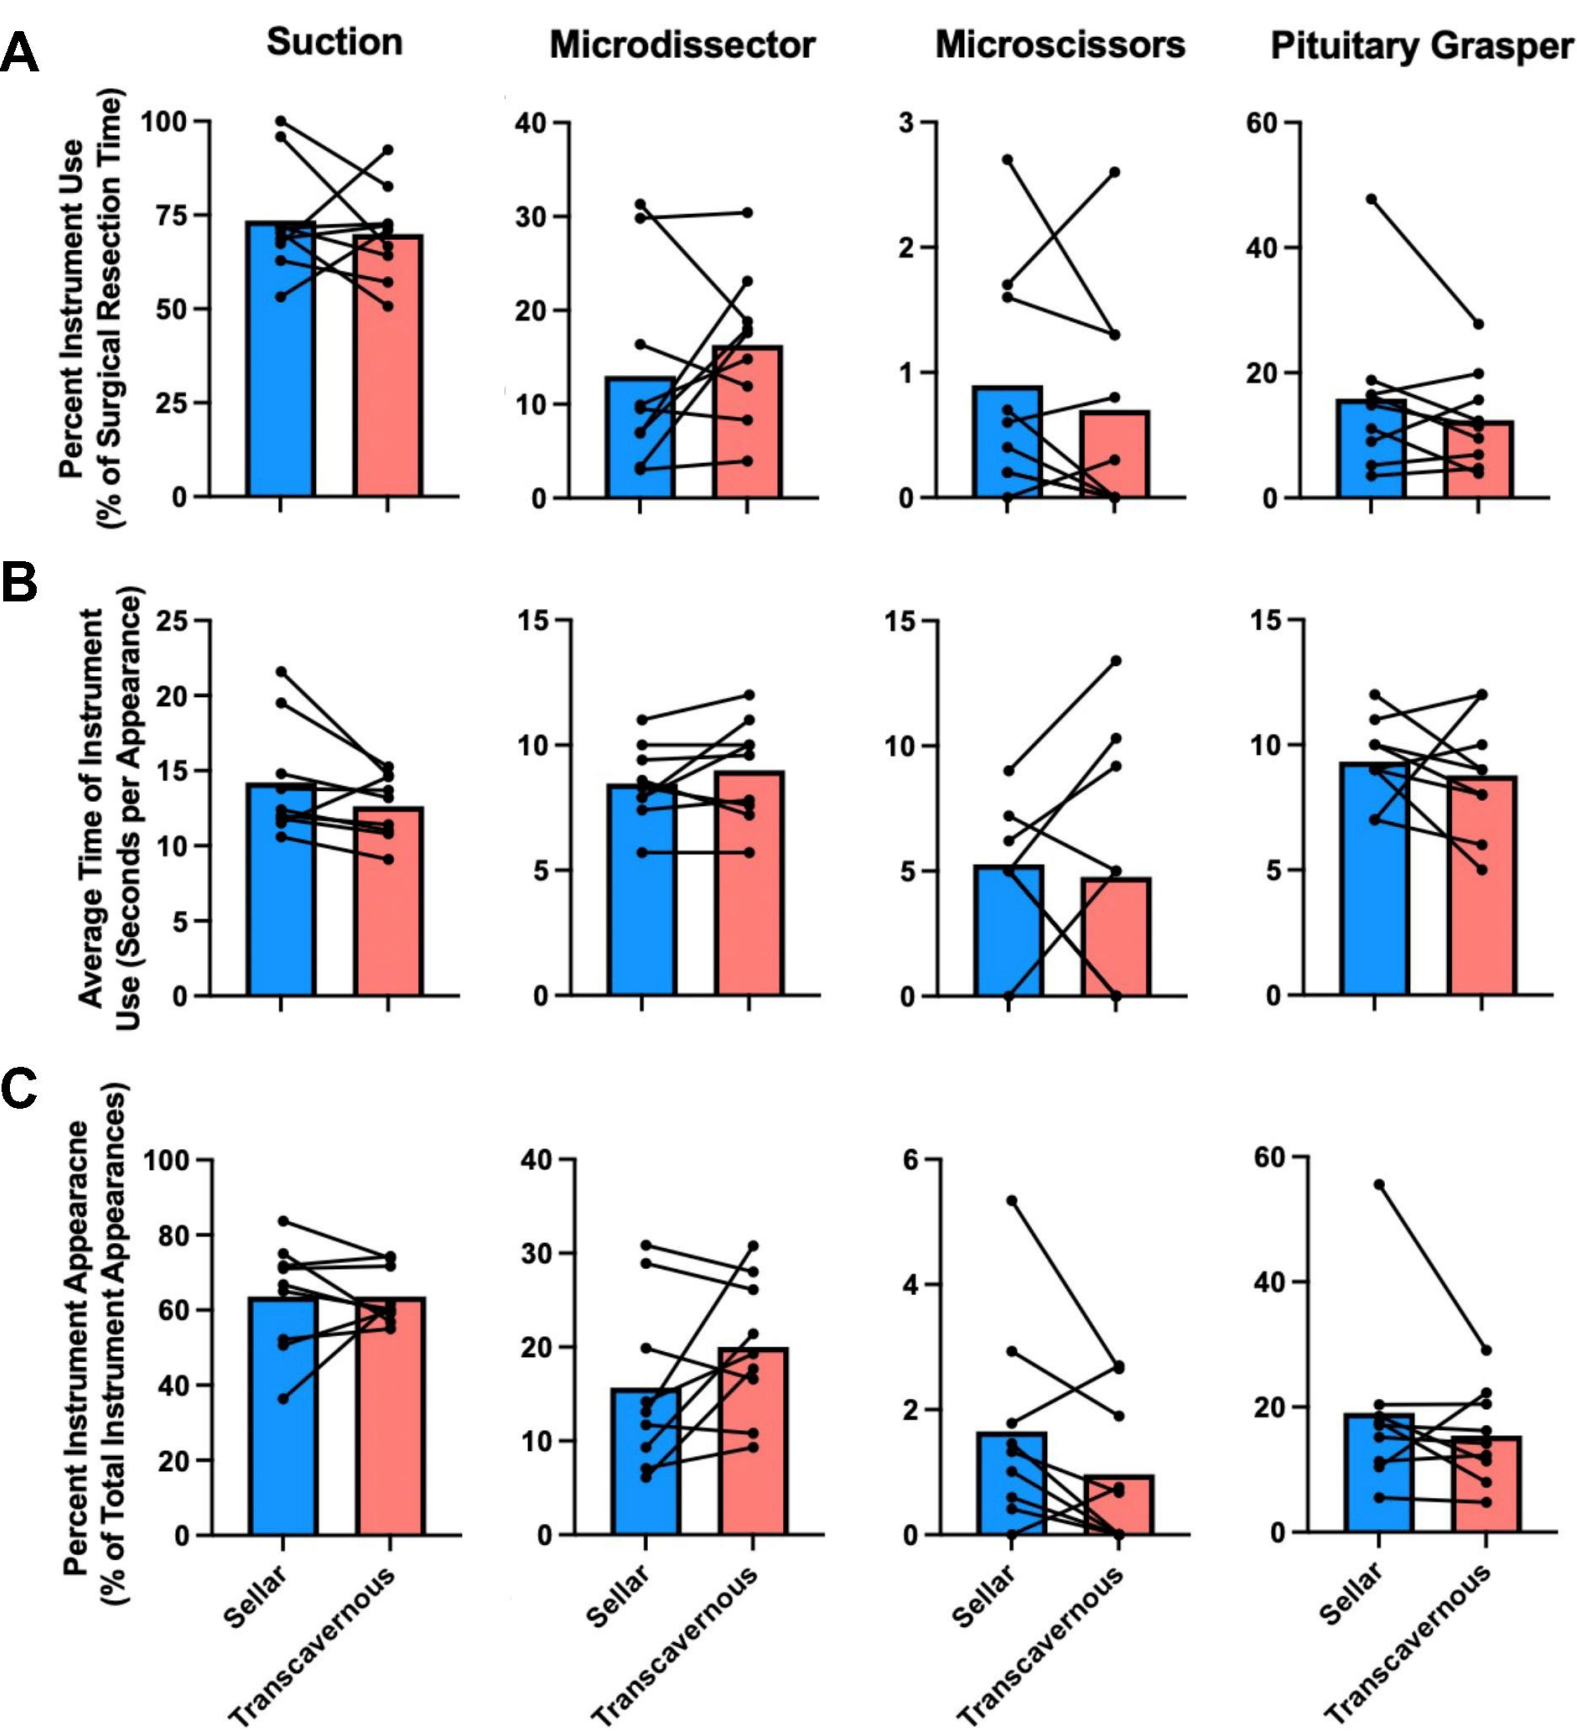 A
Suction
Microdissector
Microscissors
Pituitary Grasper
Percent Instrument Use
(% of Surgical Resection Time)
100
75
50
25
0
40
30
20
10
0
3
2
1
0
60
40
20
0
B
Average Time of Instrument
Use (Seconds per Appearance)
25
20
15
10
5
0
15
10
5
0
15
10
5
0
15
10
5
0
C
Percent Instrument Appearacne
(% of Total Instrument Appearances)
100
80
60
40
20
0
40
30
20
10
0
6
4
2
0
60
40
20
0
Sellar
Transcavernous
Sellar
Transcavernous
Sellar
Transcavernous
Sellar
Transcavernous